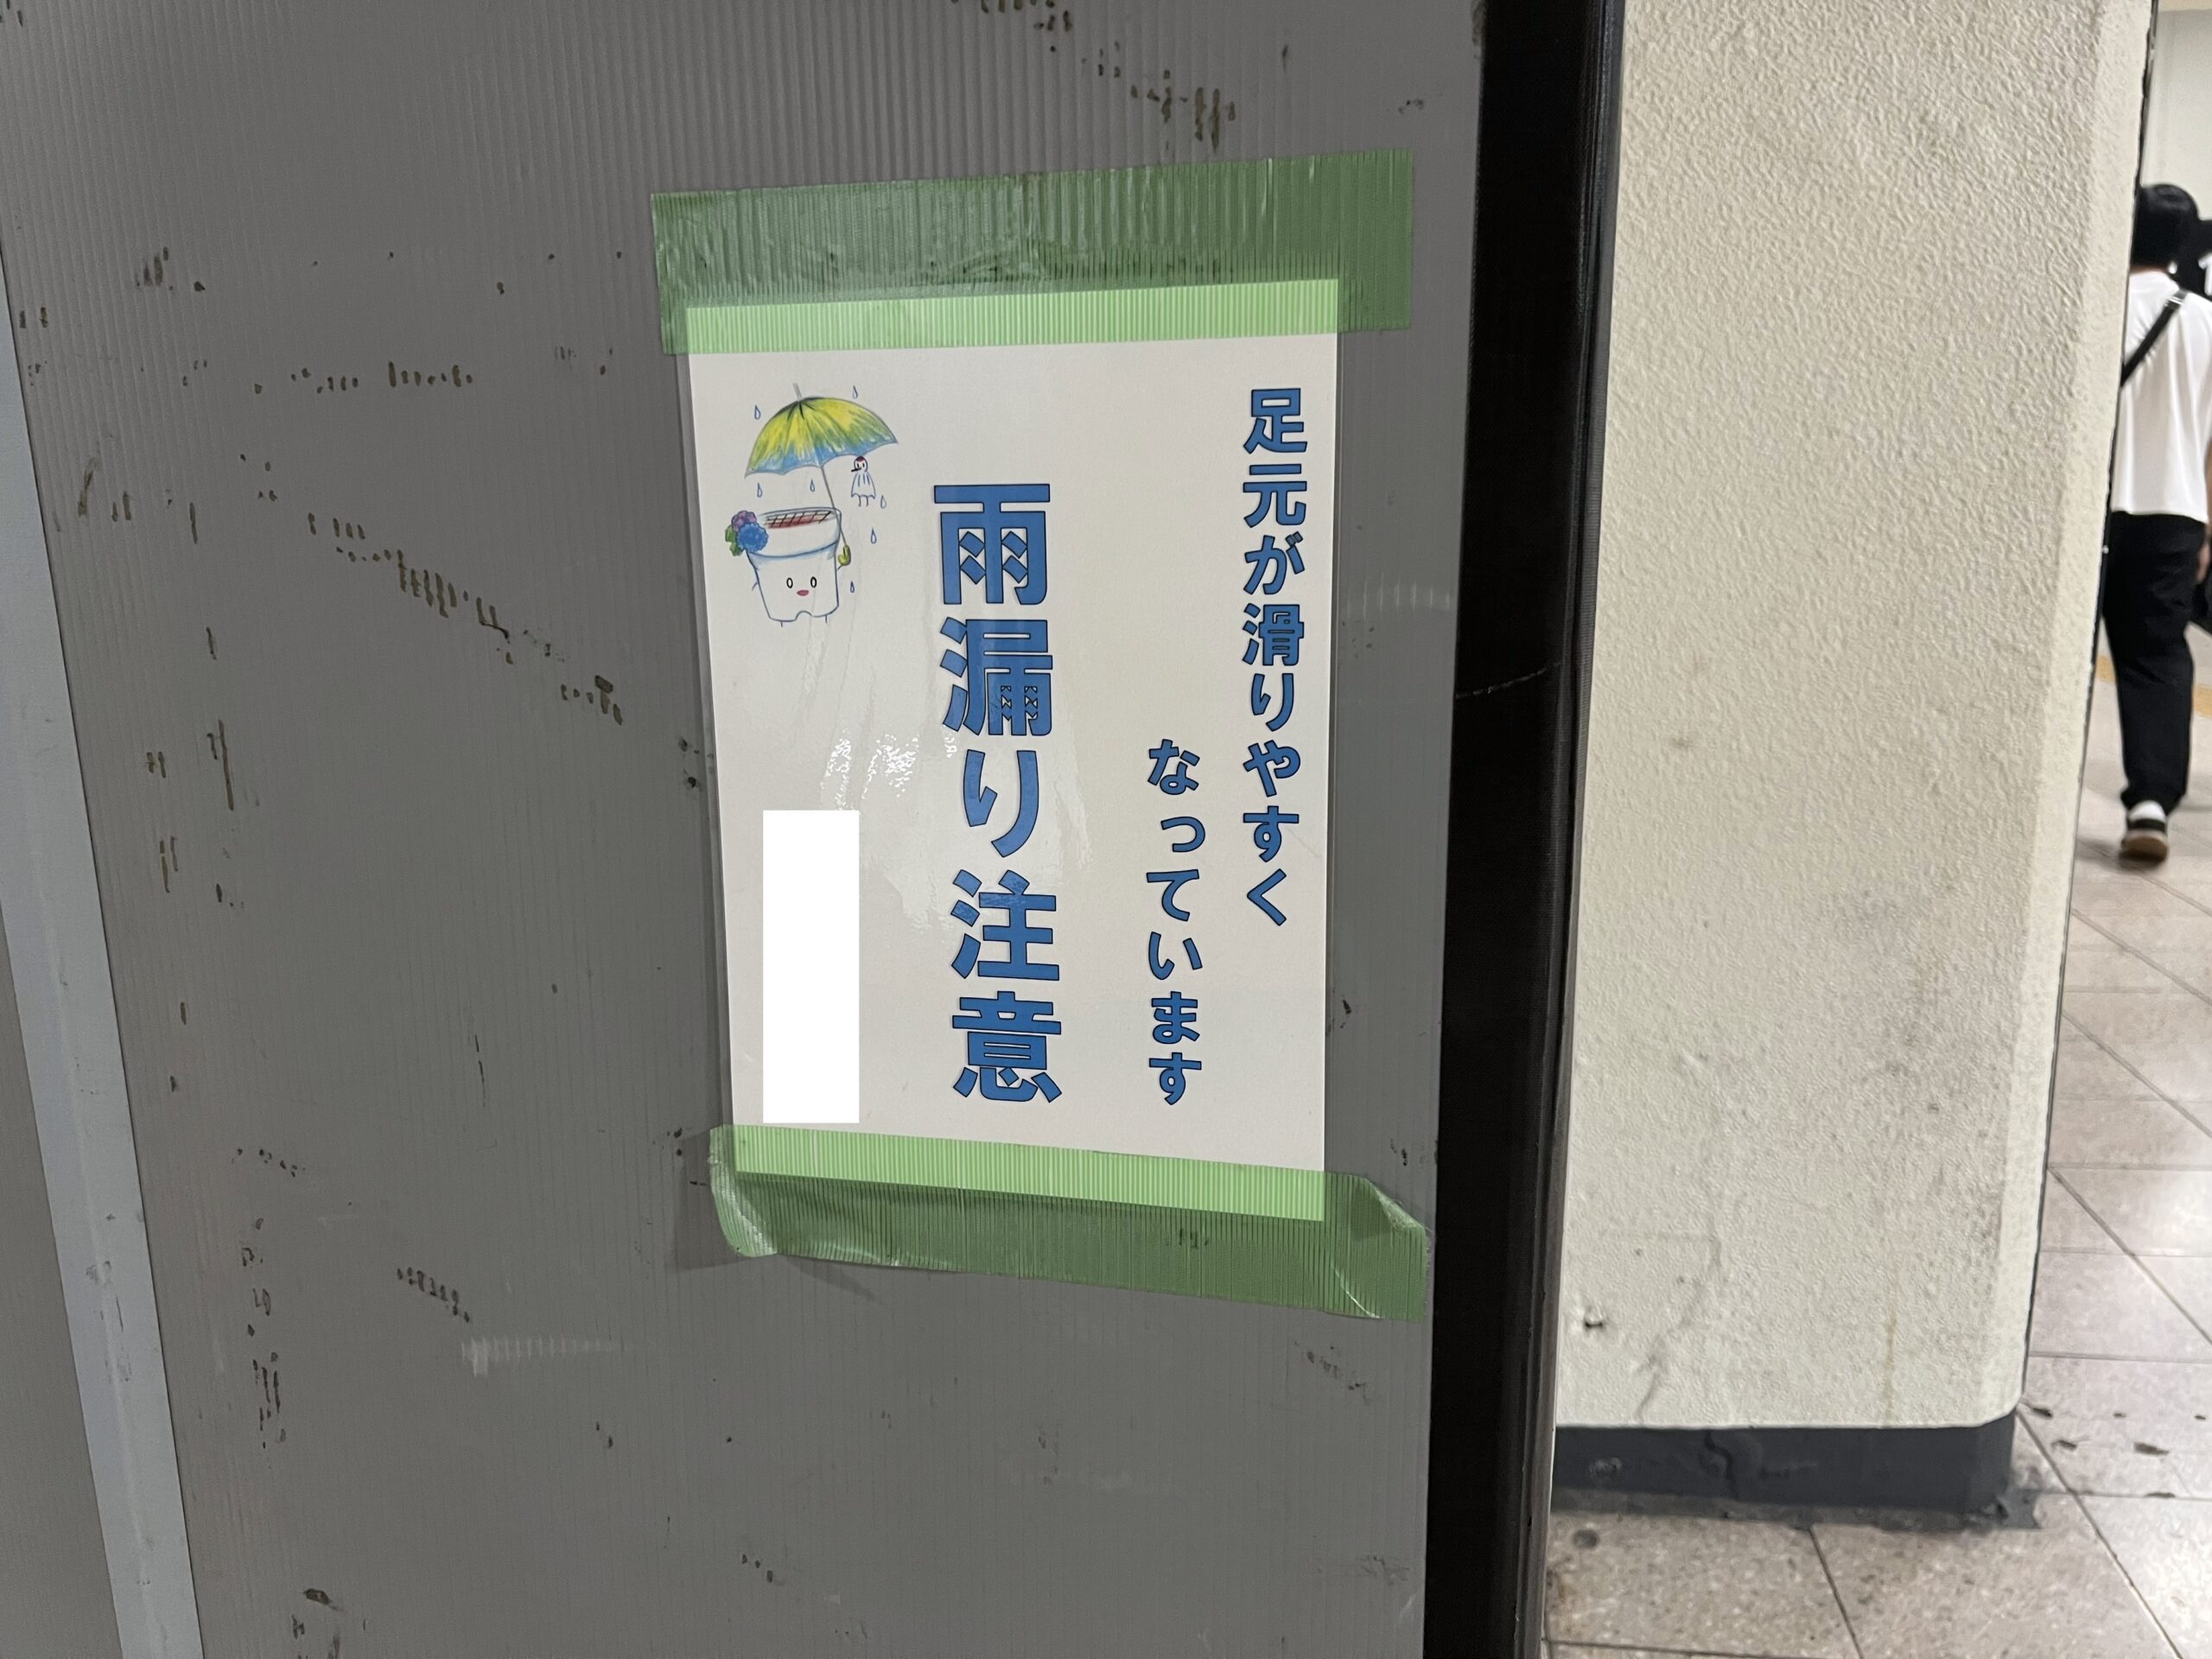 足元が滑りやすく
なっています
雨漏り注意